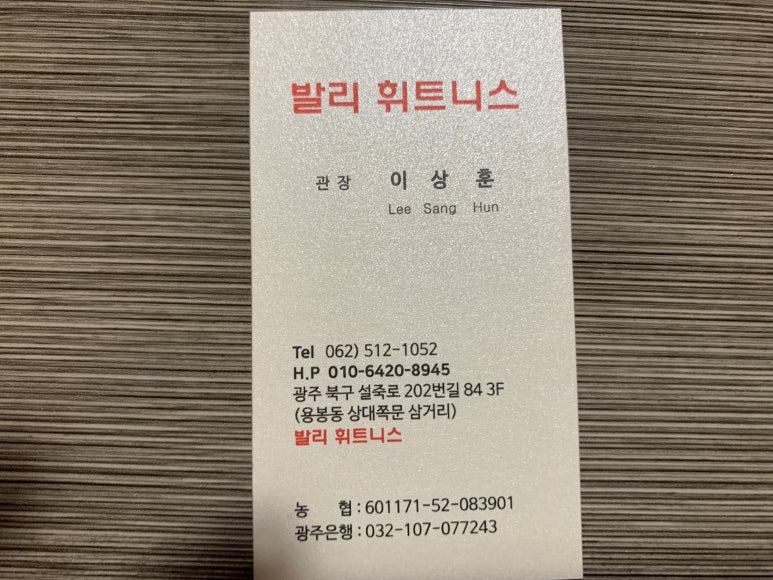 발리 휘트니스
관장 이 상 훈
Lee Sang Hun
Tel 062) 512-1052
H.P 010-6420-8945
광주 북구 설죽로 202번길 84 3F
(용봉동 상대쪽문 삼거리)
발리 휘트니스
농 협 : 601171-52-083901
광주은행 : 032-107-077243